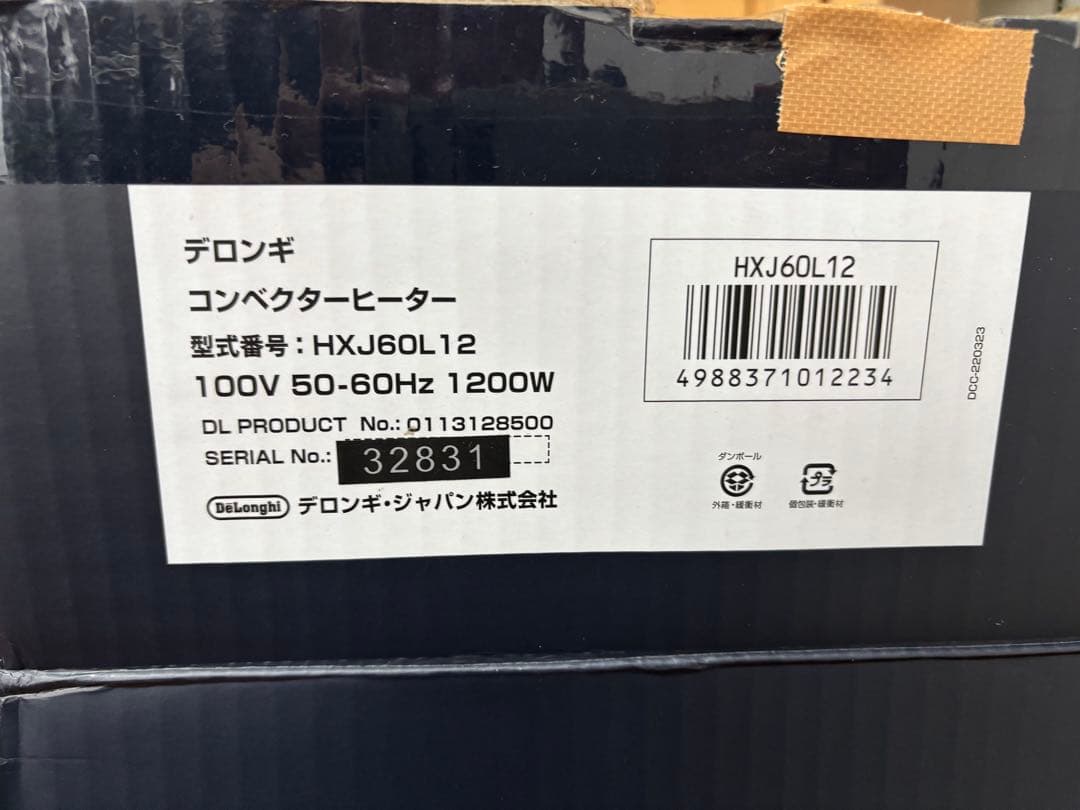 デロンギ
コンベクターヒーター
型式番号：HXJ60L12
100V 50-60Hz 1200W
DL PRODUCT No.: 0113128500
SERIAL No.: 32831
DeLonghi デロンギ・ジャパン株式会社
HXJ60L12
4988371012234
ダンボール
外箱・緩衝材
プラ
個包装・緩衝材
DCC-220323